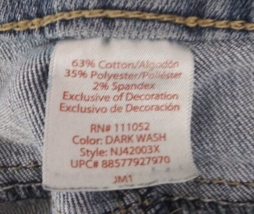 63% Cotton/Algodón
35% Polyester/Poliéster
2% Spandex
Exclusive of Decoration
Exclusivo de Decoración
RN# 111052
Color: DARK WASH
Style: NJ42003X
UPC# 88577927970
JM1